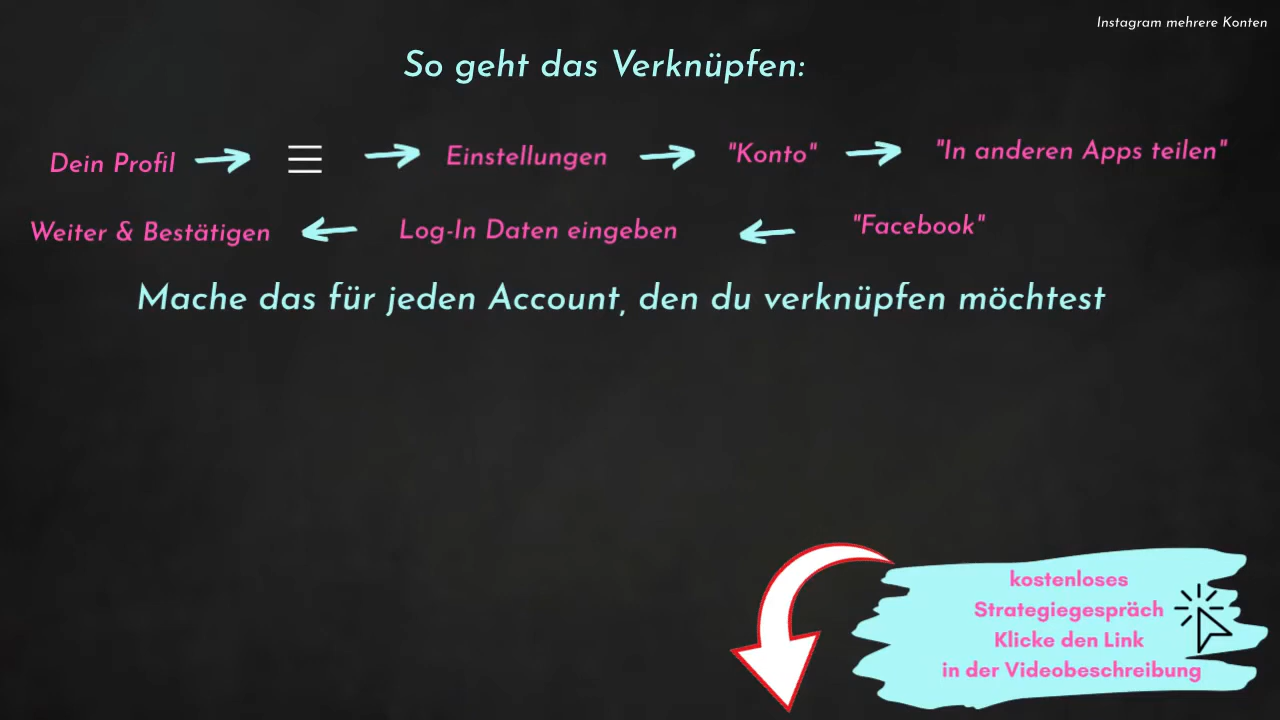 Instagram mehrere Konten
So geht das Verknüpfen:
Dein Profil Einstellungen "Konto" "In anderen Apps teilen"
Weiter & Bestätigen Log-In Daten eingeben "Facebook"
Mache das für jeden Account, den du verknüpfen möchtest
kostenloses
Strategiegespräch
Klicke den Link
in der Videobeschreibung